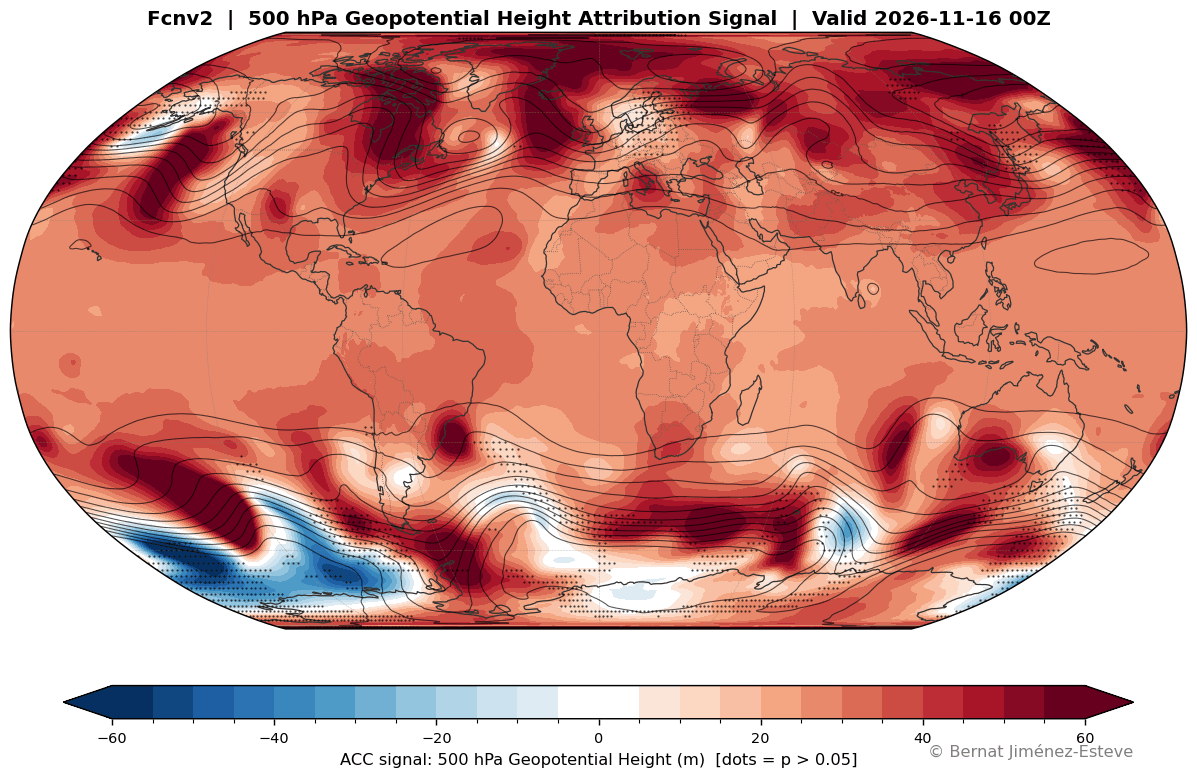 Fcnv2 | 500 hPa Geopotential Height Attribution Signal | Valid 2026-11-16 00Z
−60 −40 −20 0 20 40 60
ACC signal: 500 hPa Geopotential Height (m) [dots = p > 0.05]
© Bernat Jiménez-Esteve